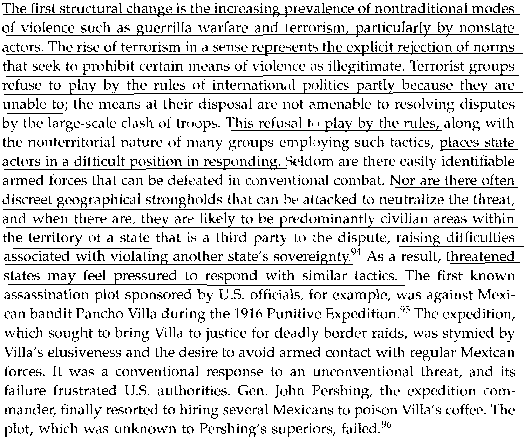 The first structural change is the increasing prevalence of nontraditional modes
of violence such as guerrilla warfare and terrorism, particularly by nonstate
actors. The rise of terrorism in a sense represents the explicit rejection of norms
that seek to prohibit certain means of violence as illegitimate. Terrorist groups
refuse to play by the rules of international politics partly because they are
unable to; the means at their disposal are not amenable to resolving disputes
by the large-scale clash of troops. This refusal to play by the rules, along with
the nonterritorial nature of many groups employing such tactics, places state
actors in a difficult position in responding. Seldom are there easily identifiable
armed forces that can be defeated in conventional combat. Nor are there often
discreet geographical strongholds that can be attacked to neutralize the threat,
and when there are, they are likely to be predominantly civilian areas within
the territory of a state that is a third party to the dispute, raising difficulties
associated with violating another state's sovereignty.94 As a result, threatened
states may feel pressured to respond with similar tactics. The first known
assassination plot sponsored by U.S. officials, for example, was against Mexi-
can bandit Pancho Villa during the 1916 Punitive Expedition.95 The expedition,
which sought to bring Villa to justice for deadly border raids, was stymied by
Villa's elusiveness and the desire to avoid armed contact with regular Mexican
forces. It was a conventional response to an unconventional threat, and its
failure frustrated U.S. authorities. Gen. John Pershing, the expedition com-
mander, finally resorted to hiring several Mexicans to poison Villa's coffee. The
plot, which was unknown to Pershing's superiors, failed.96